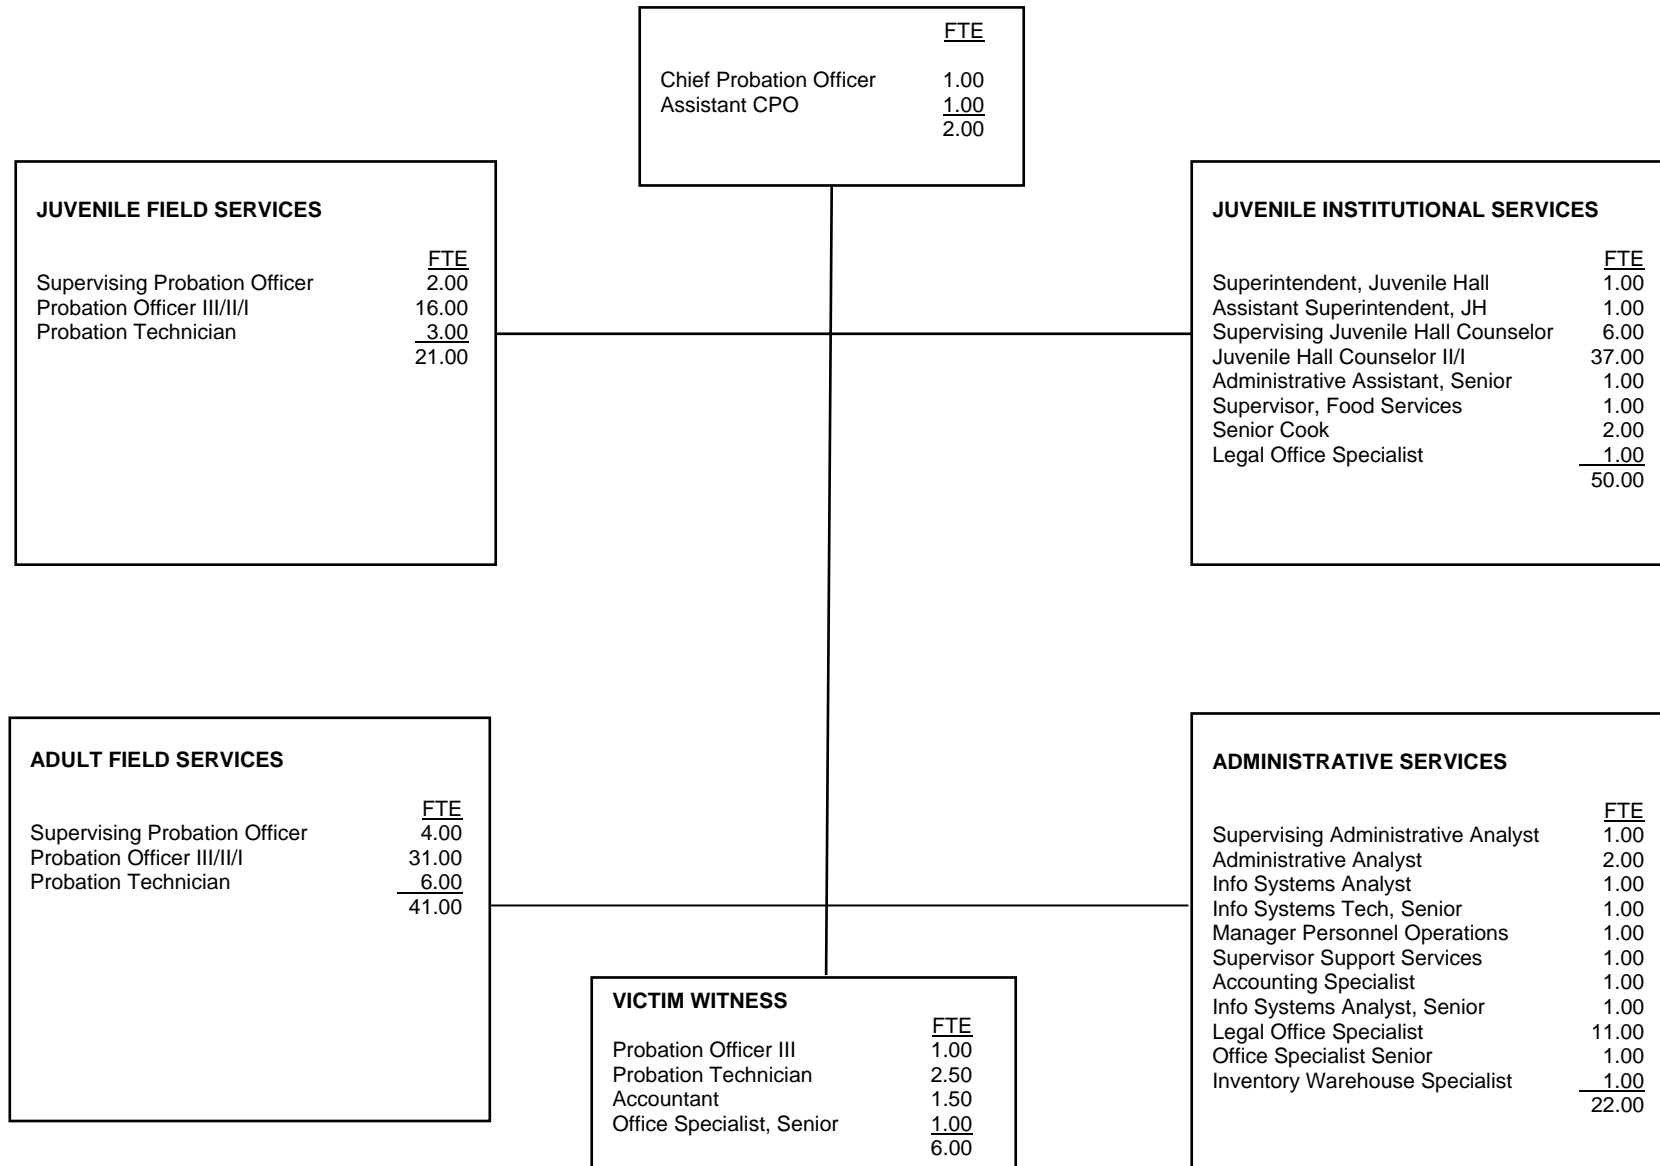 FTE
Chief Probation Officer 1.00
Assistant CPO 1.00
2.00
JUVENILE FIELD SERVICES
FTE
Supervising Probation Officer 2.00
Probation Officer III/II/I 16.00
Probation Technician 3.00
21.00
JUVENILE INSTITUTIONAL SERVICES
FTE
Superintendent, Juvenile Hall 1.00
Assistant Superintendent, JH 1.00
Supervising Juvenile Hall Counselor 6.00
Juvenile Hall Counselor II/I 37.00
Administrative Assistant, Senior 1.00
Supervisor, Food Services 1.00
Senior Cook 2.00
Legal Office Specialist 1.00
50.00
ADULT FIELD SERVICES
FTE
Supervising Probation Officer 4.00
Probation Officer III/II/I 31.00
Probation Technician 6.00
41.00
ADMINISTRATIVE SERVICES
FTE
Supervising Administrative Analyst 1.00
Administrative Analyst 2.00
Info Systems Analyst 1.00
Info Systems Tech, Senior 1.00
Manager Personnel Operations 1.00
Supervisor Support Services 1.00
Accounting Specialist 1.00
Info Systems Analyst, Senior 1.00
Legal Office Specialist 11.00
Office Specialist Senior 1.00
Inventory Warehouse Specialist 1.00
22.00
VICTIM WITNESS
FTE
Probation Officer III 1.00
Probation Technician 2.50
Accountant 1.50
Office Specialist, Senior 1.00
6.00